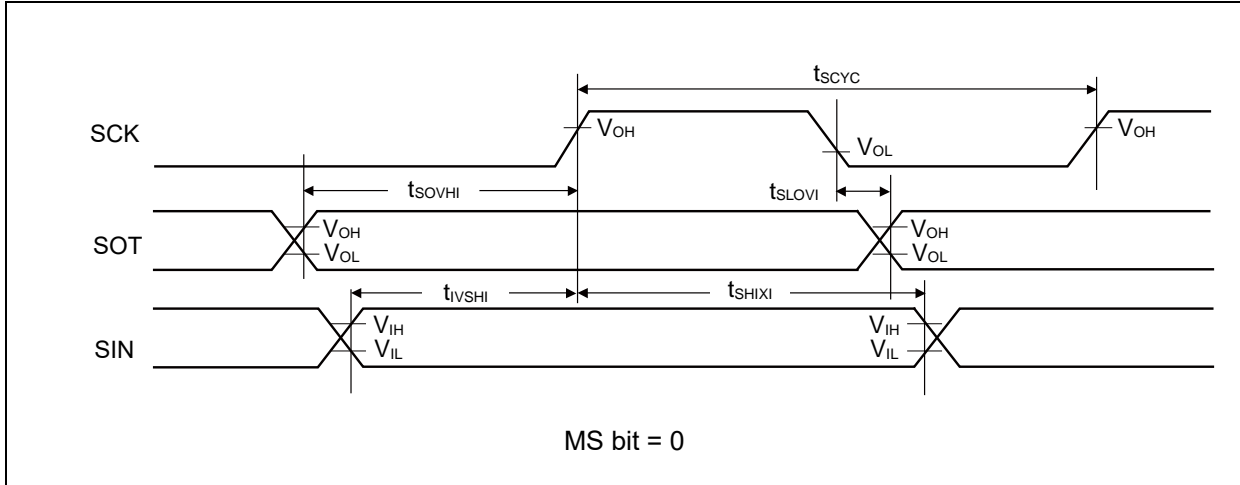 tSCYC
SCK
VOH
VOL
VOH
tSOVHI
tSLOVI
SOT
VOH
VOL
VOH
VOL
tIVSHI
tSHIXI
SIN
VIH
VIL
VIH
VIL
MS bit = 0